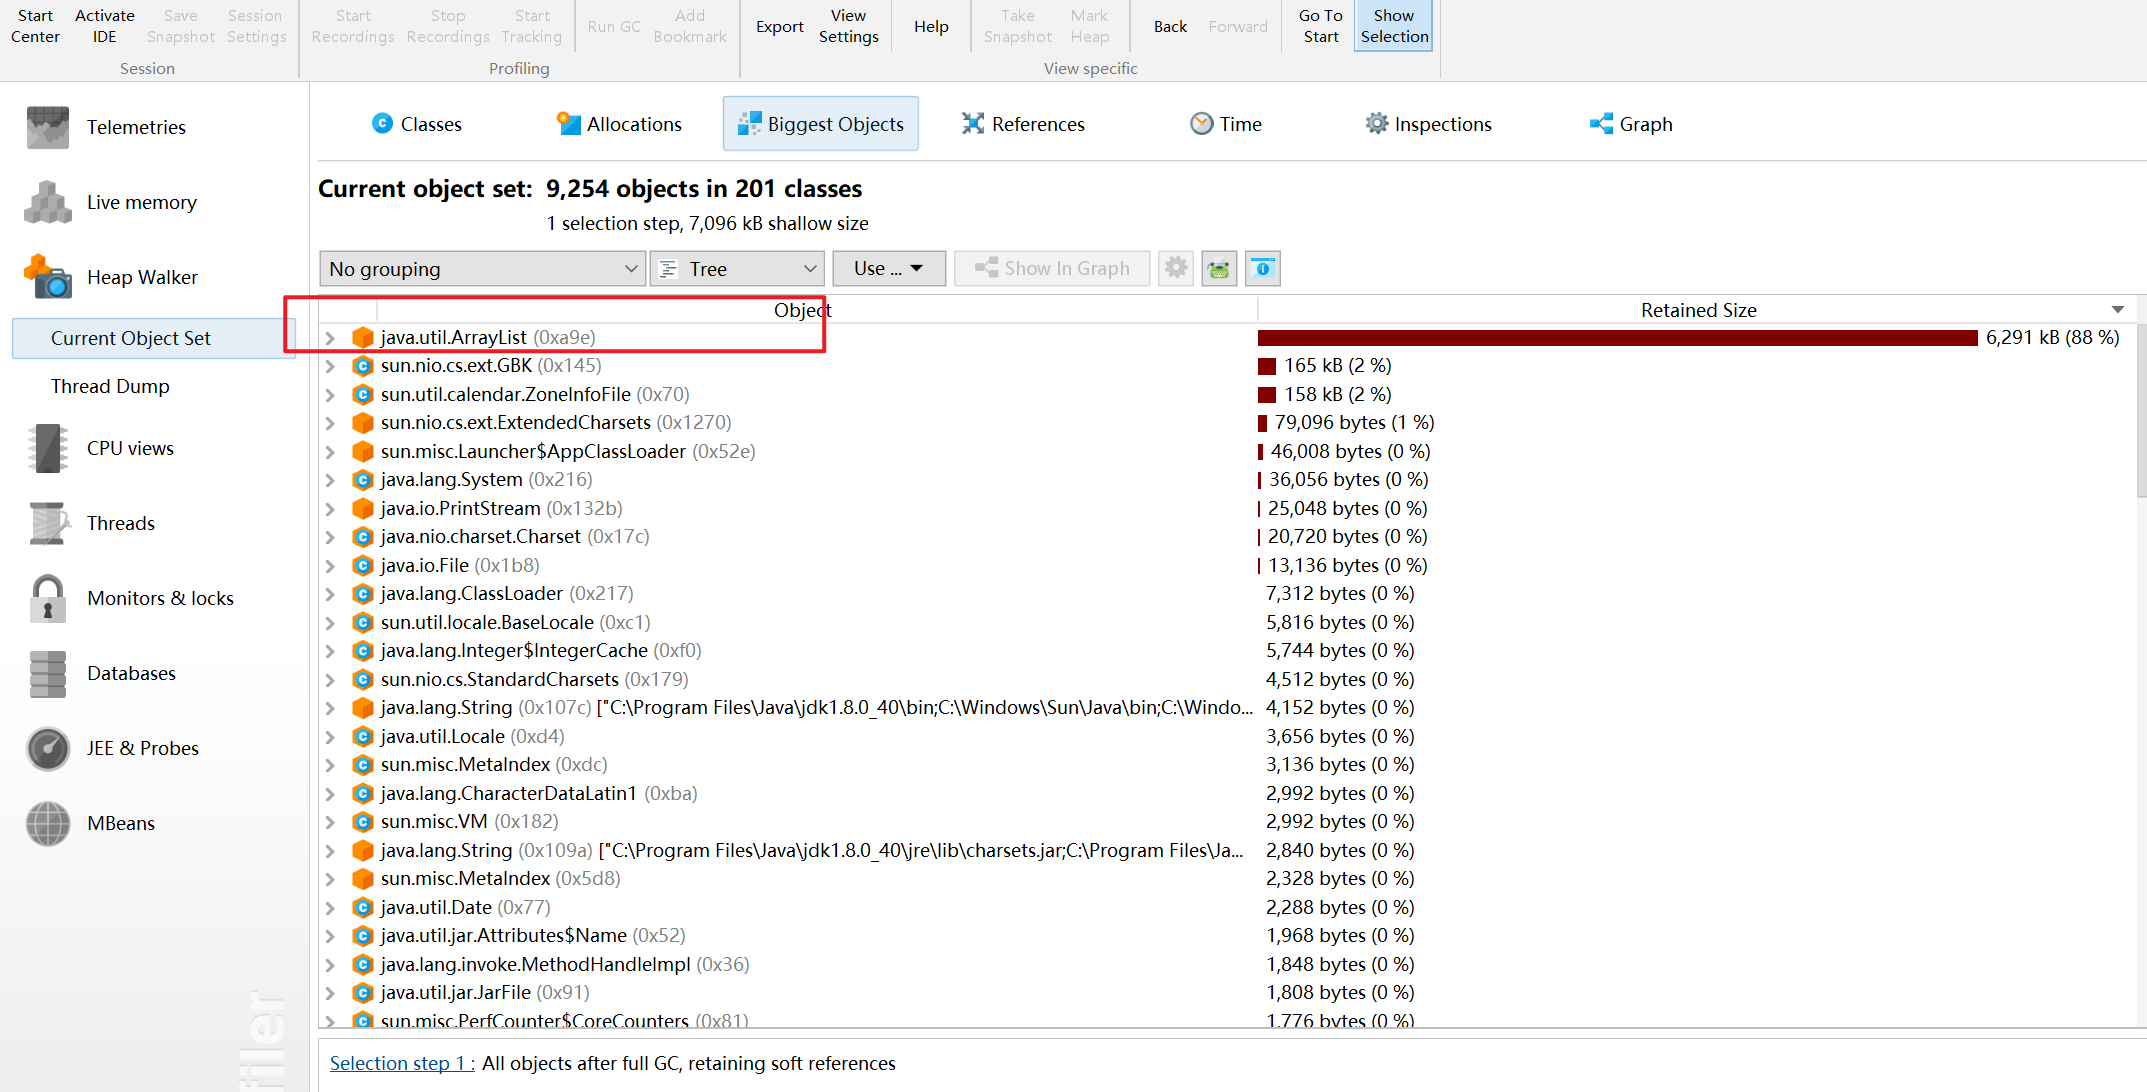 Start Center
Activate IDE
Save Snapshot
Session Settings
Start Recordings
Stop Recordings
Start Tracking
Run GC
Add Bookmark
Export
View Settings
Help
Take Snapshot
Mark Heap
Back
Forward
Go To Start
Show Selection
Session
Profiling
View specific
Telemetries
Live memory
Heap Walker
Current Object Set
Thread Dump
CPU views
Threads
Monitors & locks
Databases
JEE & Probes
MBeans
filer
Classes
Allocations
Biggest Objects
References
Time
Inspections
Graph
Current object set: 9,254 objects in 201 classes
1 selection step, 7,096 kB shallow size
No grouping
Tree
Use ...
Show In Graph
Object
Retained Size
java.util.ArrayList (0xa9e) 6,291 kB (88 %)
sun.nio.cs.ext.GBK (0x145) 165 kB (2 %)
sun.util.calendar.ZoneInfoFile (0x70) 158 kB (2 %)
sun.nio.cs.ext.ExtendedCharsets (0x1270) 79,096 bytes (1 %)
sun.misc.Launcher$AppClassLoader (0x52e) 46,008 bytes (0 %)
java.lang.System (0x216) 36,056 bytes (0 %)
java.io.PrintStream (0x132b) 25,048 bytes (0 %)
java.nio.charset.Charset (0x17c) 20,720 bytes (0 %)
java.io.File (0x1b8) 13,136 bytes (0 %)
java.lang.ClassLoader (0x217) 7,312 bytes (0 %)
sun.util.locale.BaseLocale (0xc1) 5,816 bytes (0 %)
java.lang.Integer$IntegerCache (0xf0) 5,744 bytes (0 %)
sun.nio.cs.StandardCharsets (0x179) 4,512 bytes (0 %)
java.lang.String (0x107c) ["C:\Program Files\Java\jdk1.8.0_40\bin;C:\Windows\Sun\Java\bin;C:\Windo... 4,152 bytes (0 %)
java.util.Locale (0xd4) 3,656 bytes (0 %)
sun.misc.MetaIndex (0xdc) 3,136 bytes (0 %)
java.lang.CharacterDataLatin1 (0xba) 2,992 bytes (0 %)
sun.misc.VM (0x182) 2,992 bytes (0 %)
java.lang.String (0x109a) ["C:\Program Files\Java\jdk1.8.0_40\jre\lib\charsets.jar;C:\Program Files\Ja... 2,840 bytes (0 %)
sun.misc.MetaIndex (0x5d8) 2,328 bytes (0 %)
java.util.Date (0x77) 2,288 bytes (0 %)
java.util.jar.Attributes$Name (0x52) 1,968 bytes (0 %)
java.lang.invoke.MethodHandleImpl (0x36) 1,848 bytes (0 %)
java.util.jar.JarFile (0x91) 1,808 bytes (0 %)
sun.misc.PerfCounter$CoreCounters (0x81) 1,776 bytes (0 %)
Selection step 1 : All objects after full GC, retaining soft references